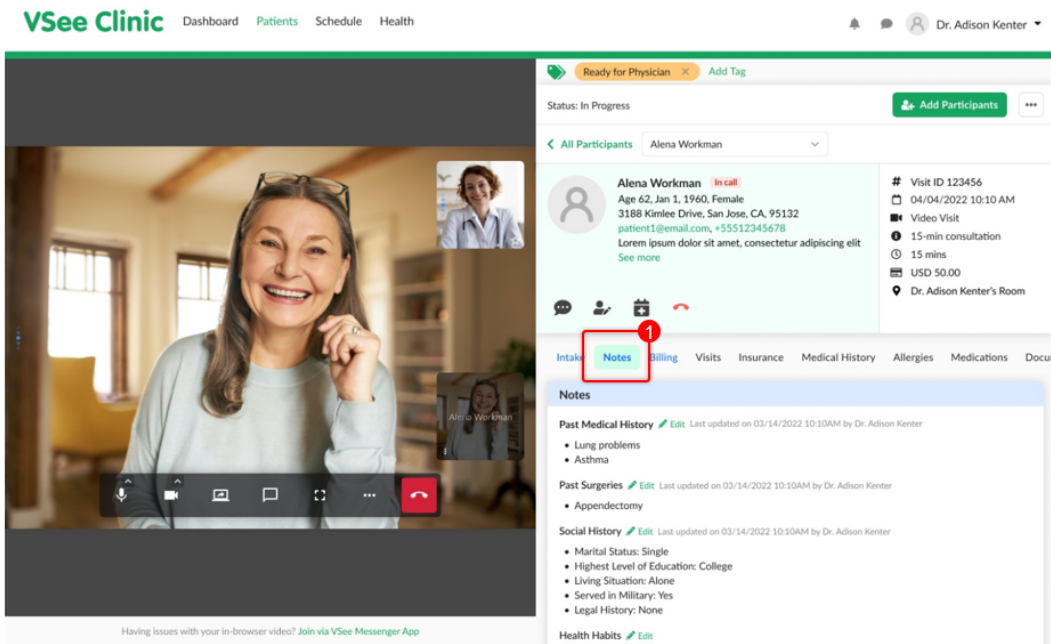 VSee Clinic Dashboard Patients Schedule Health Dr. Adison Kenter
Ready for Physician × Add Tag
Status: In Progress Add Participants
All Participants Alena Workman
Alena Workman In call
Age 62, Jan 1, 1960, Female
3188 Kimlee Drive, San Jose, CA, 95132
patient1@email.com, +55512345678
Lorem ipsum dolor sit amet, consectetur adipiscing elit
See more
# Visit ID 123456
04/04/2022 10:10 AM
Video Visit
15-min consultation
15 mins
USD 50.00
Dr. Adison Kenter's Room
1
Intake Notes Billing Visits Insurance Medical History Allergies Medications Docu
Notes
Past Medical History Edit Last updated on 03/14/2022 10:10AM by Dr. Adison Kenter
• Lung problems
• Asthma
Past Surgeries Edit Last updated on 03/14/2022 10:10AM by Dr. Adison Kenter
• Appendectomy
Social History Edit Last updated on 03/14/2022 10:10AM by Dr. Adison Kenter
• Marital Status: Single
• Highest Level of Education: College
• Living Situation: Alone
• Served in Military: Yes
• Legal History: None
Health Habits Edit
Alena Workman
Having issues with your in-browser video? Join via VSee Messenger App